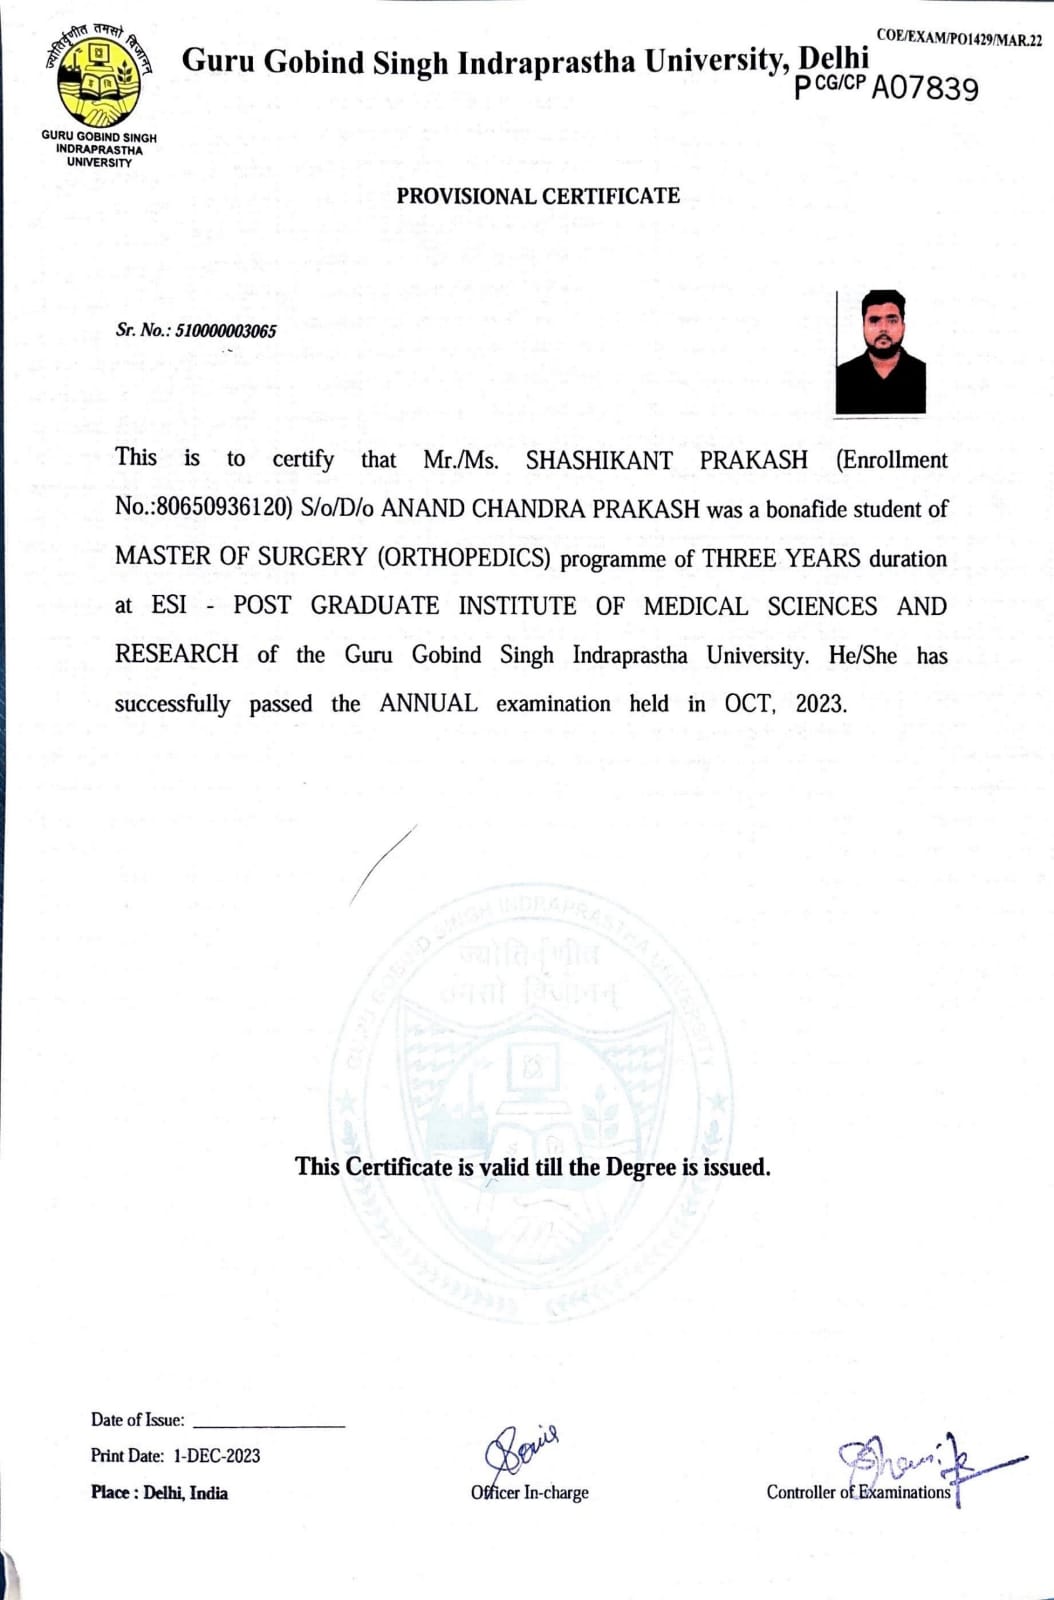 COE/EXAM/PO1429/MAR.22
ज्योतिर्वृणीत तमसो विजानन्
Guru Gobind Singh Indraprastha University, Delhi
PCG/CP A07839
GURU GOBIND SINGH
INDRAPRASTHA
UNIVERSITY
PROVISIONAL CERTIFICATE
Sr. No.: 510000003065
This is to certify that Mr./Ms. SHASHIKANT PRAKASH (Enrollment
No.:80650936120) S/o/D/o ANAND CHANDRA PRAKASH was a bonafide student of
MASTER OF SURGERY (ORTHOPEDICS) programme of THREE YEARS duration
at ESI - POST GRADUATE INSTITUTE OF MEDICAL SCIENCES AND
RESEARCH of the Guru Gobind Singh Indraprastha University. He/She has
successfully passed the ANNUAL examination held in OCT, 2023.
GURU GOBIND SINGH INDRAPRASTHA UNIVERSITY
ज्योतिर्वृणीत
तमसो विजानन्
This Certificate is valid till the Degree is issued.
Date of Issue:
Print Date: 1-DEC-2023
Place : Delhi, India
Officer In-charge
Controller of Examinations